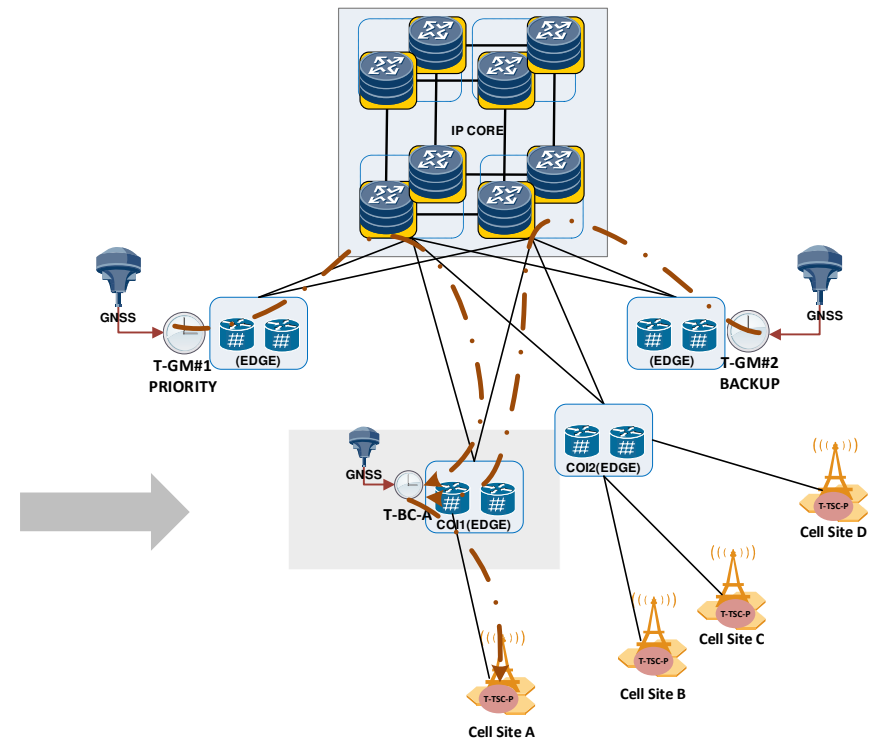 IP CORE
GNSS
GNSS
T-GM#1
PRIORITY
(EDGE)
(EDGE)
T-GM#2
BACKUP
GNSS
T-BC-A
COI1(EDGE)
COI2(EDGE)
T-TSC-P
Cell Site D
T-TSC-P
Cell Site C
T-TSC-P
Cell Site B
T-TSC-P
Cell Site A